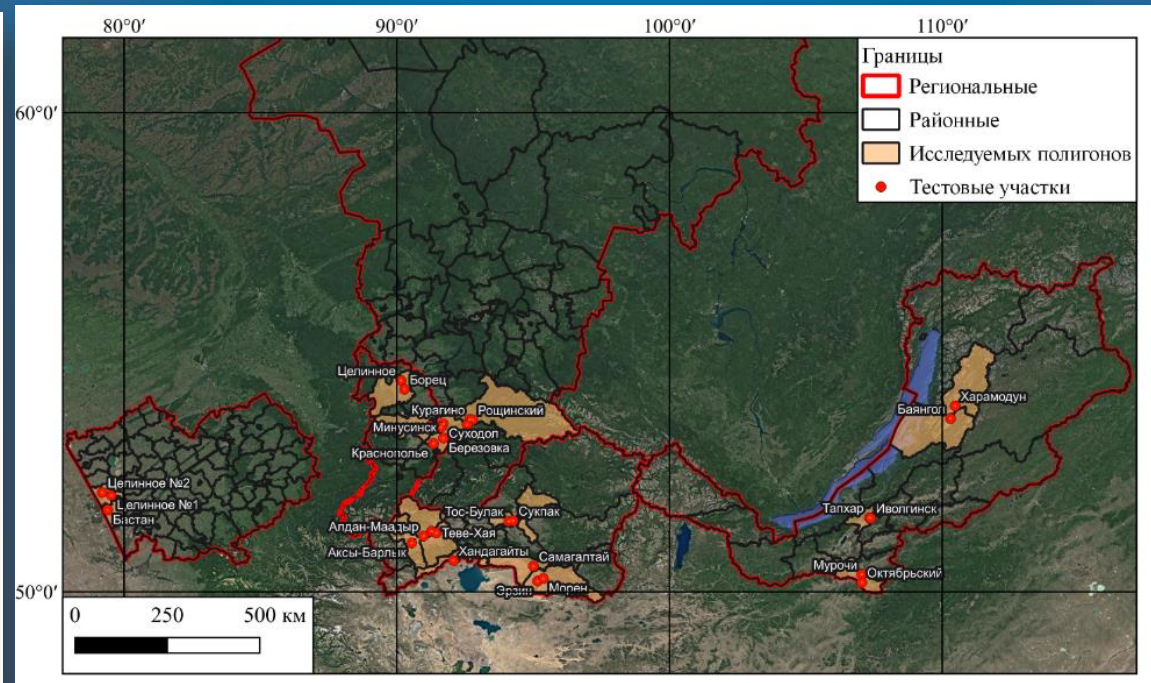 80°0′ 90°0′ 100°0′ 110°0′
Границы
Региональные
60°0′
Районные
Исследуемых полигонов
Тестовые участки
Целинное
Борец
Харамодун
Курагино
Рощинский
Баянгол
Минусинск
Суходол
Краснополье
Березовка
Целинное №2
Целинное №1
Бастан
Тос-Булак
Сукпак
Тапхар
Иволгинск
Алдан-Маадыр
Теве-Хая
Аксы-Барлык
Хандагайты
Самагалтай
Мурочи
Октябрьский
Эрзин
Морен
50°0′
0 250 500 км